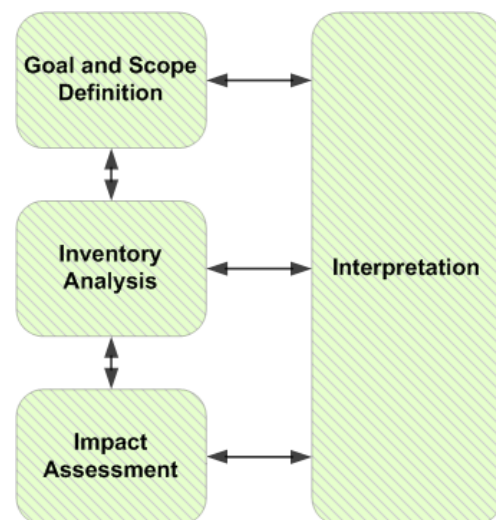 Goal and Scope
Definition
Inventory
Analysis
Interpretation
Impact
Assessment